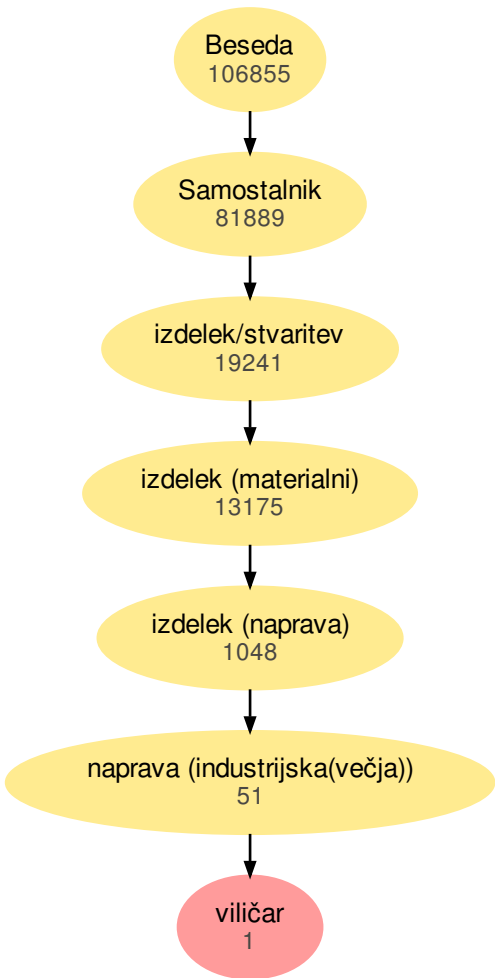 Beseda
106855
Samostalnik
81889
izdelek/stvaritev
19241
izdelek (materialni)
13175
izdelek (naprava)
1048
naprava (industrijska(večja))
51
viličar
1